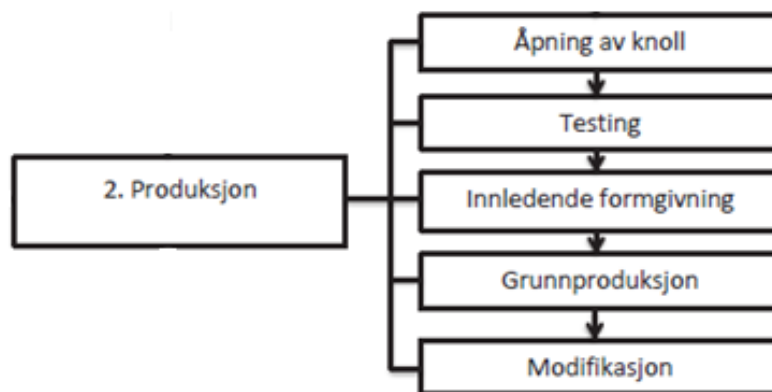 Åpning av knoll
Testing
2. Produksjon
Innledende formgivning
Grunnproduksjon
Modifikasjon